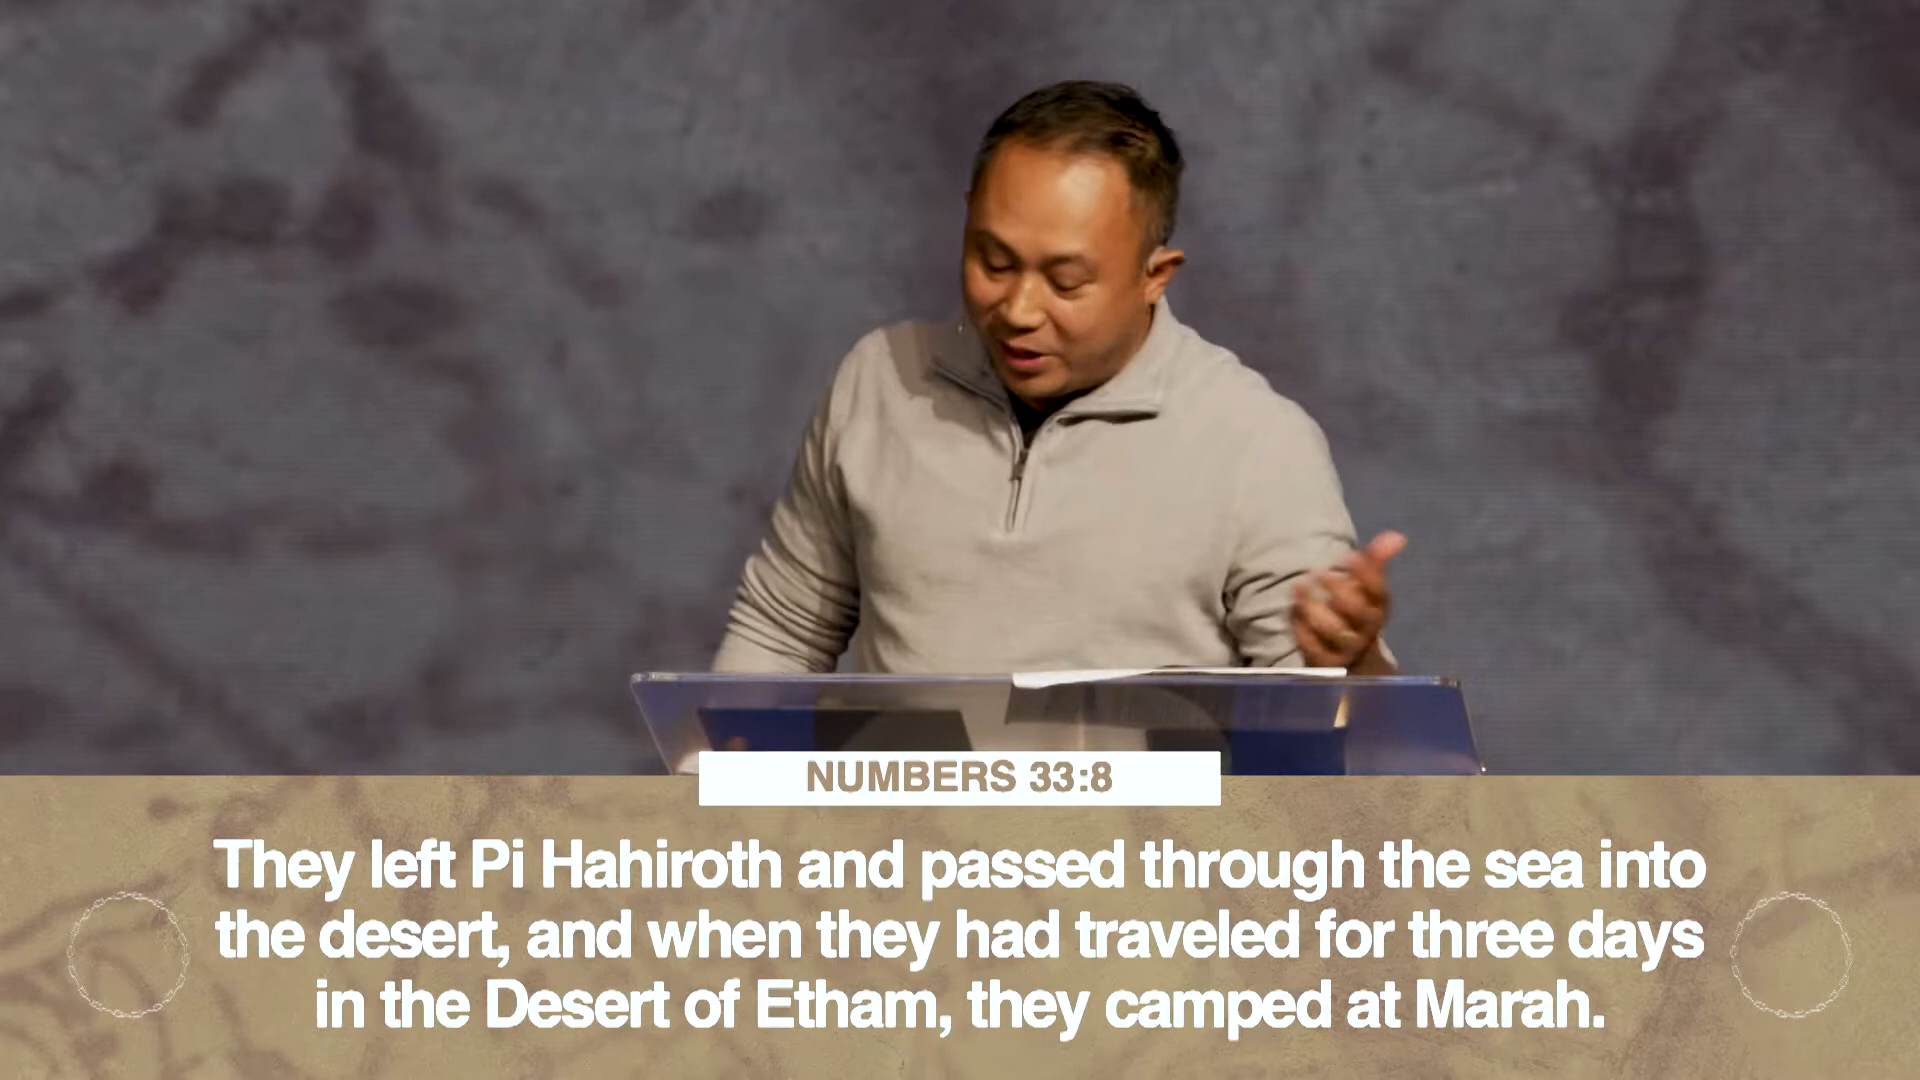 NUMBERS 33:8
They left Pi Hahiroth and passed through the sea into
the desert, and when they had traveled for three days
in the Desert of Etham, they camped at Marah.